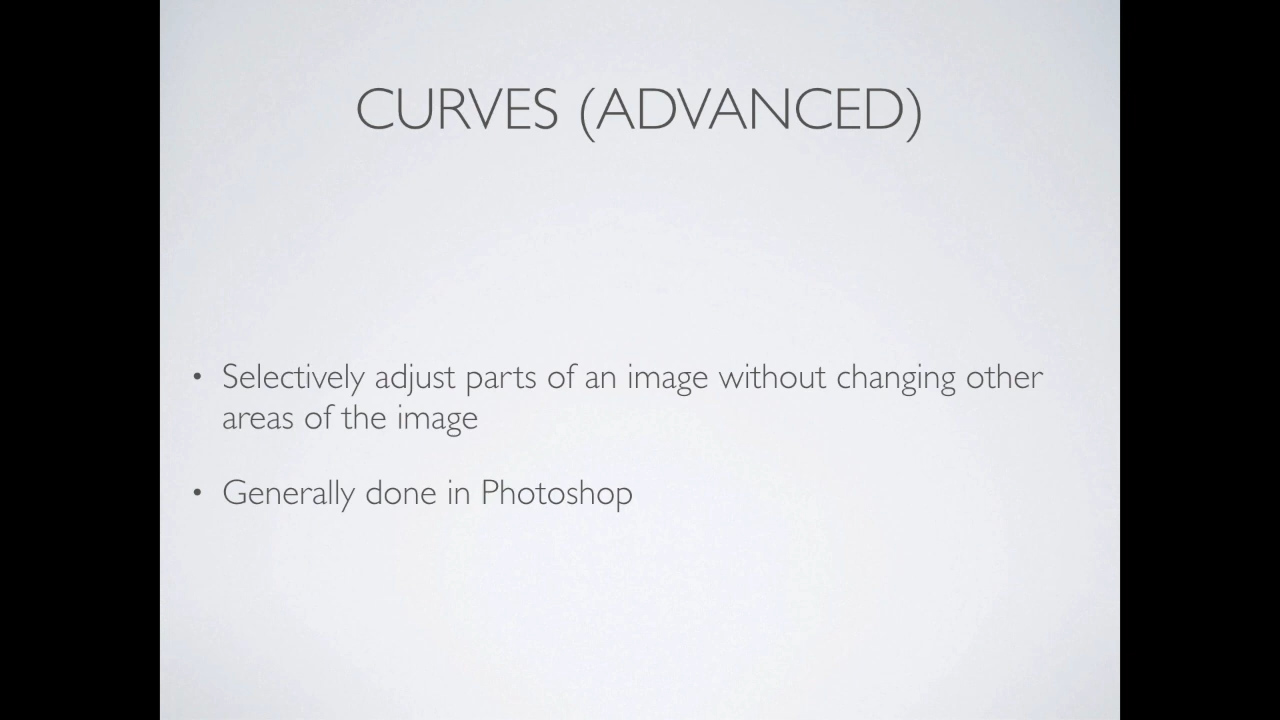 CURVES (ADVANCED)
• Selectively adjust parts of an image without changing other
areas of the image
• Generally done in Photoshop